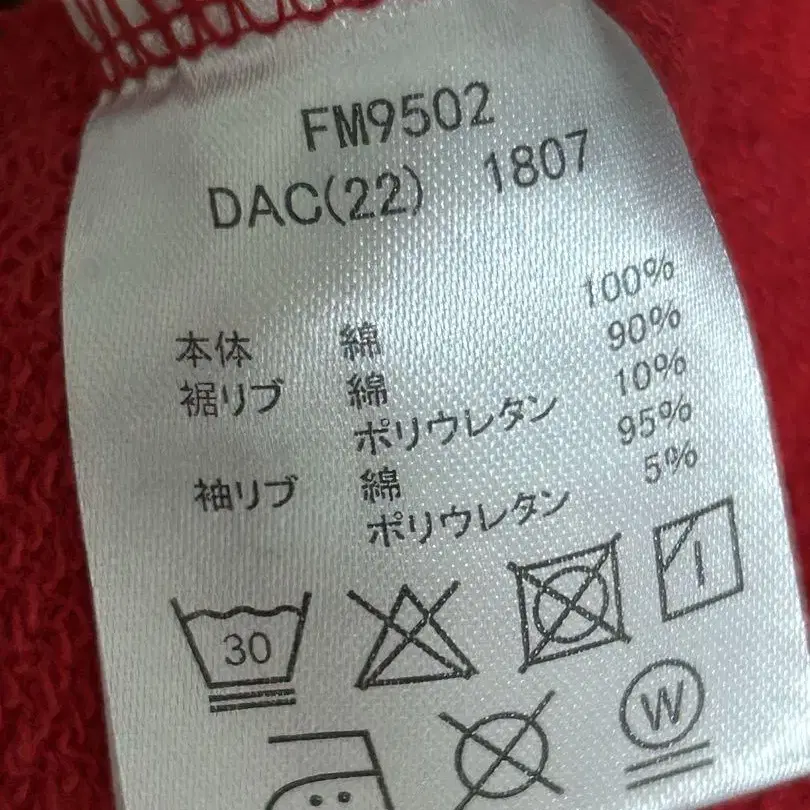 FM9502
DAC(22) 1807
本体 綿 100%
裾リブ 綿 90%
ポリウレタン 10%
袖リブ 綿 95%
ポリウレタン 5%
30
W